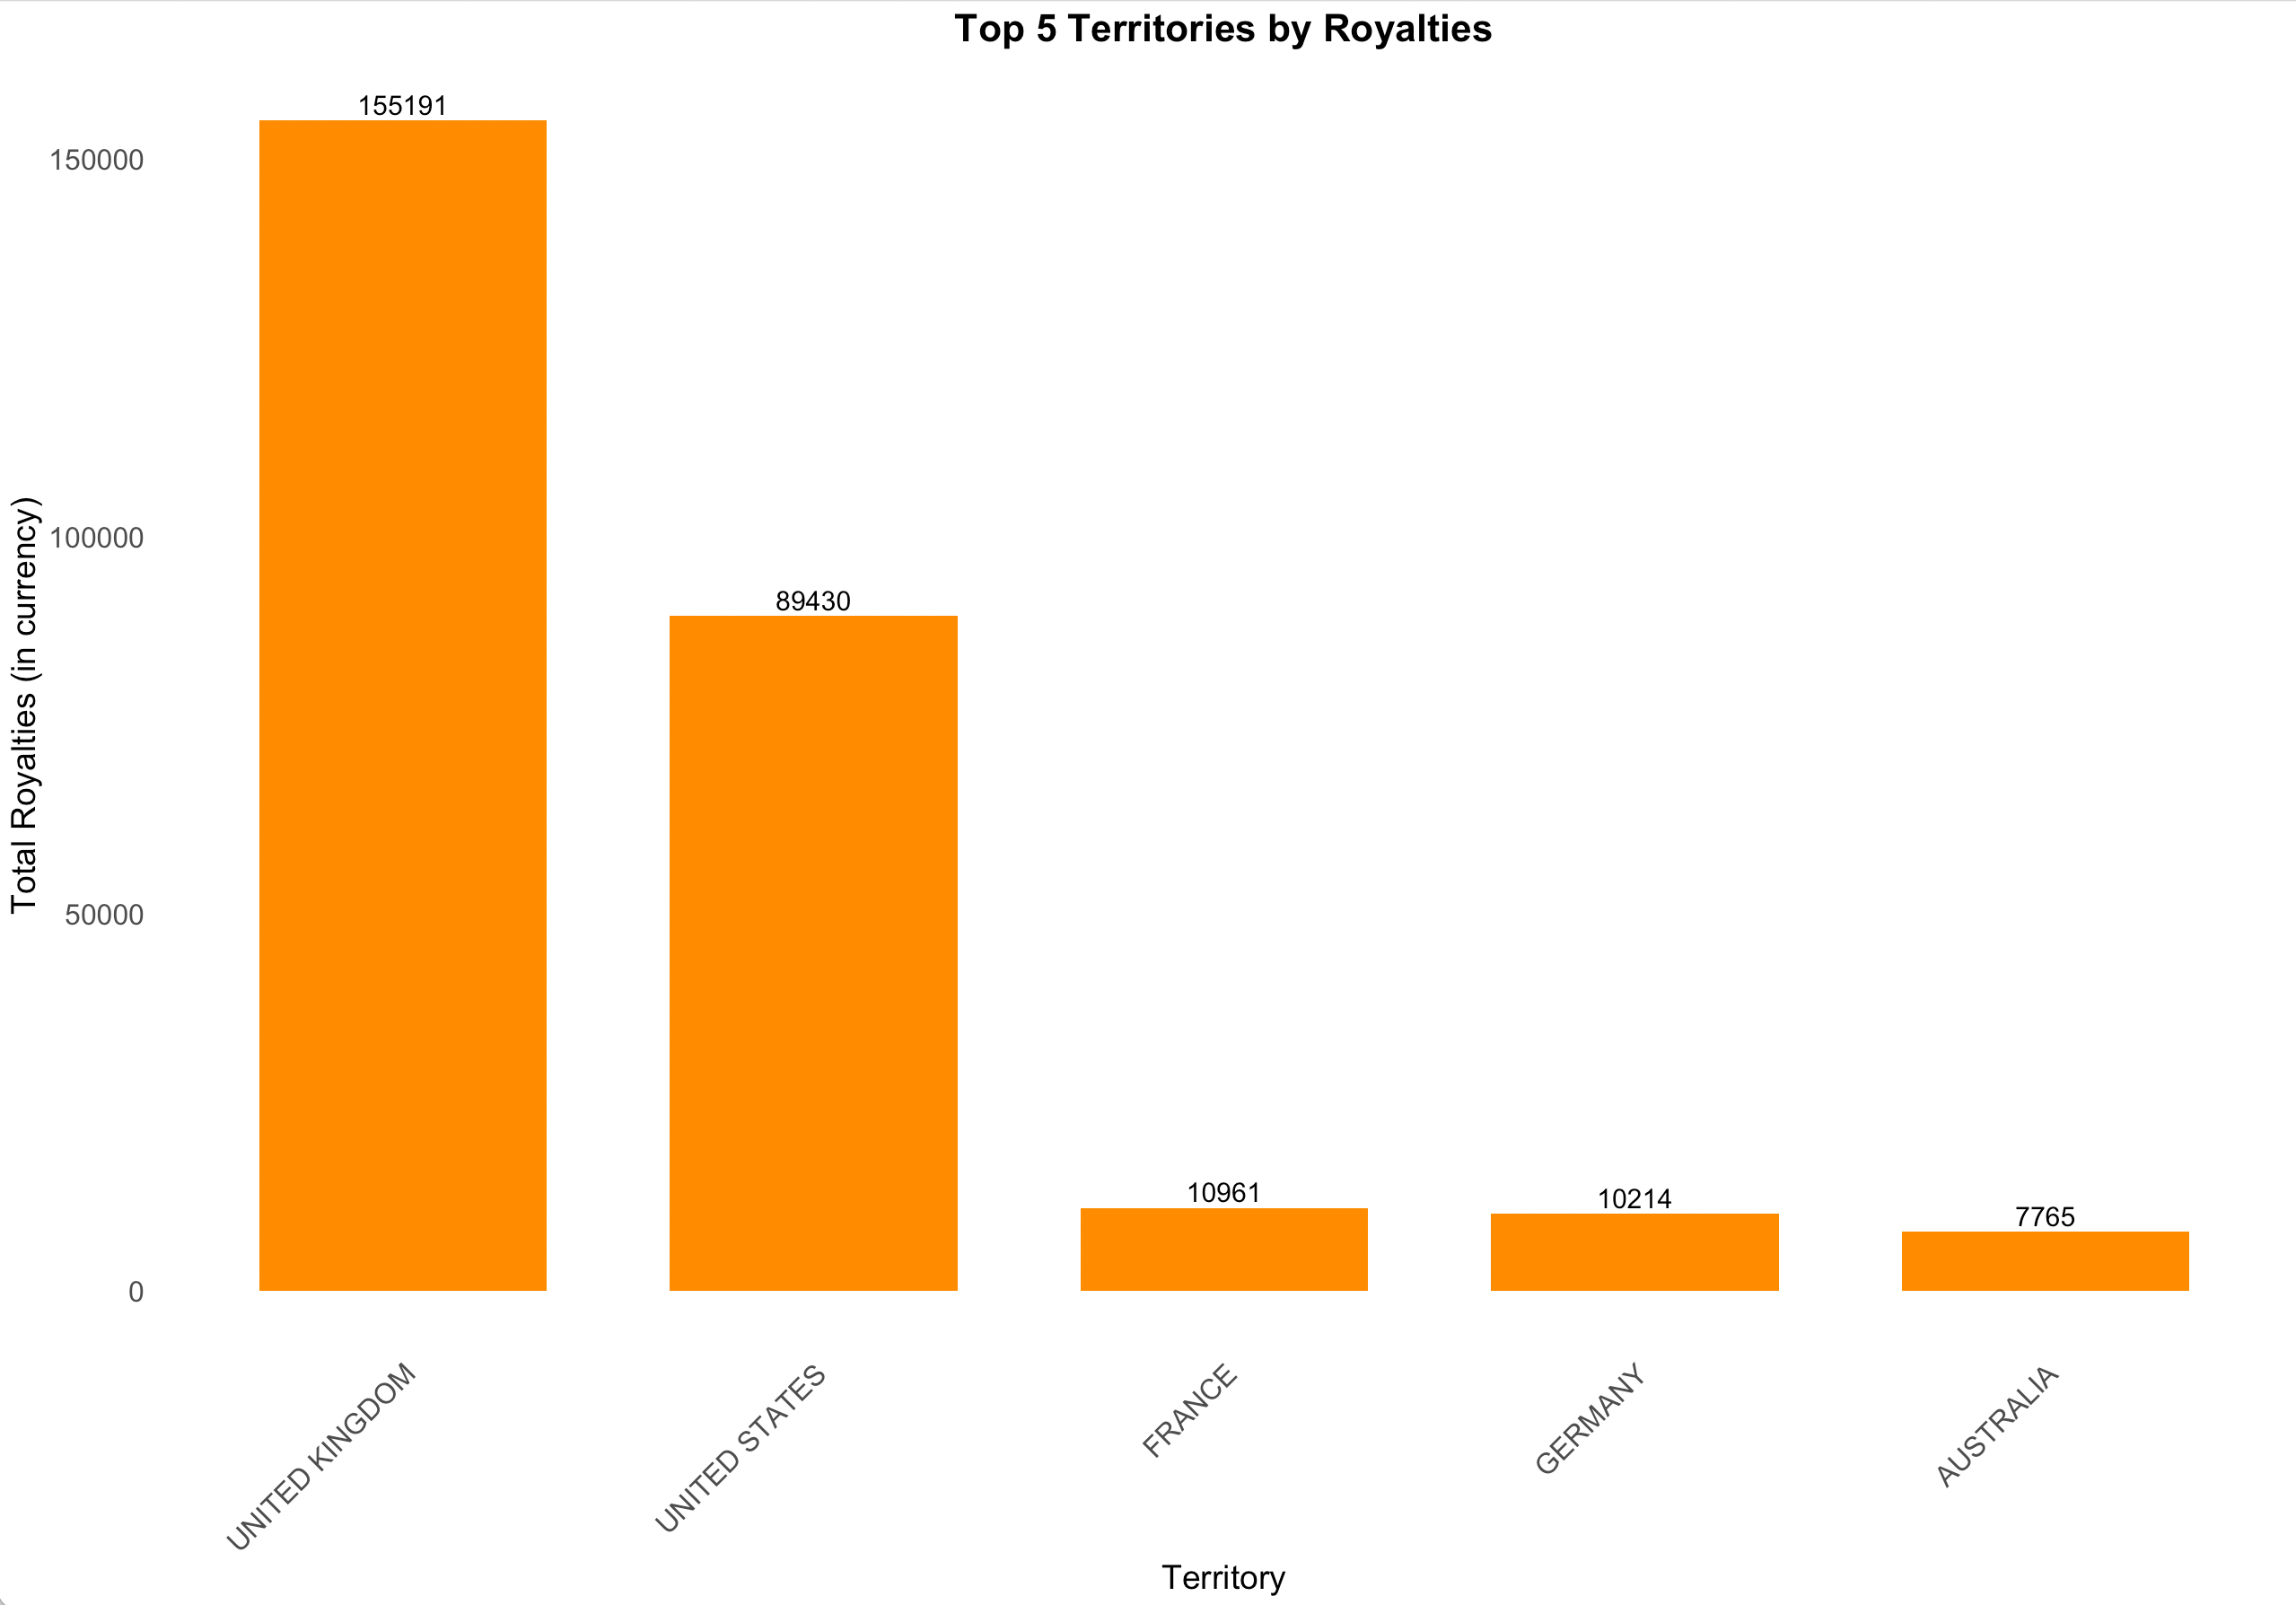 Top 5 Territories by Royalties
Total Royalties (in currency)
150000
100000
50000
0
155191
89430
10961
10214
7765
UNITED KINGDOM
UNITED STATES
FRANCE
GERMANY
AUSTRALIA
Territory